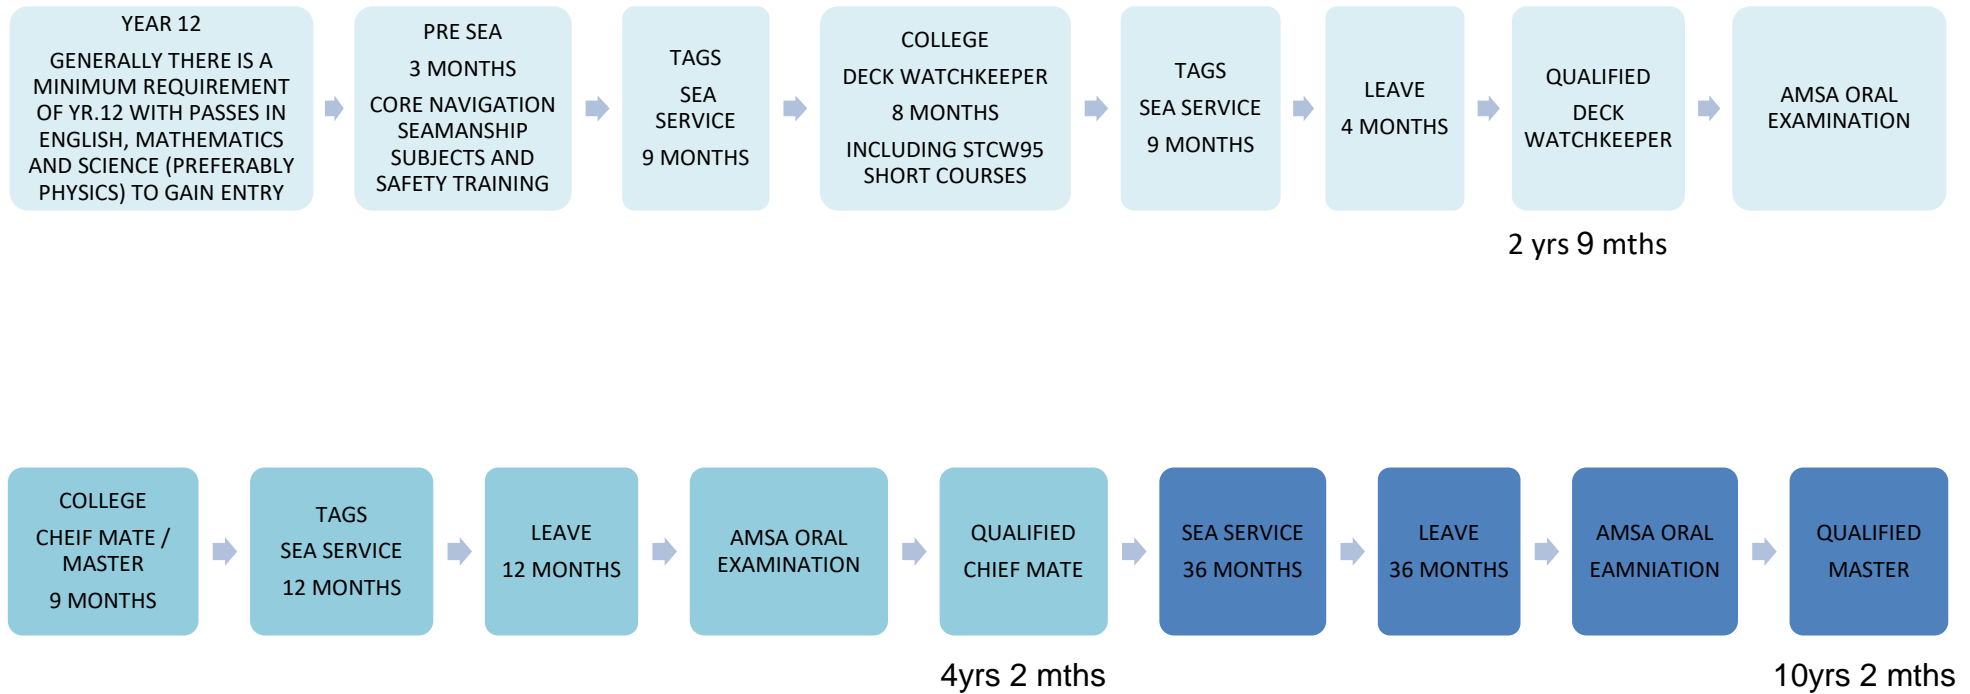 YEAR 12
GENERALLY THERE IS A
MINIMUM REQUIREMENT
OF YR.12 WITH PASSES IN
ENGLISH, MATHEMATICS
AND SCIENCE (PREFERABLY
PHYSICS) TO GAIN ENTRY
PRE SEA
3 MONTHS
CORE NAVIGATION
SEAMANSHIP
SUBJECTS AND
SAFETY TRAINING
TAGS
SEA
SERVICE
9 MONTHS
COLLEGE
DECK WATCHKEEPER
8 MONTHS
INCLUDING STCW95
SHORT COURSES
TAGS
SEA SERVICE
9 MONTHS
LEAVE
4 MONTHS
QUALIFIED
DECK
WATCHKEEPER
AMSA ORAL
EXAMINATION
2 yrs 9 mths
COLLEGE
CHEIF MATE /
MASTER
9 MONTHS
TAGS
SEA SERVICE
12 MONTHS
LEAVE
12 MONTHS
AMSA ORAL
EXAMINATION
QUALIFIED
CHIEF MATE
SEA SERVICE
36 MONTHS
LEAVE
36 MONTHS
AMSA ORAL
EAMNIATION
QUALIFIED
MASTER
4yrs 2 mths
10yrs 2 mths